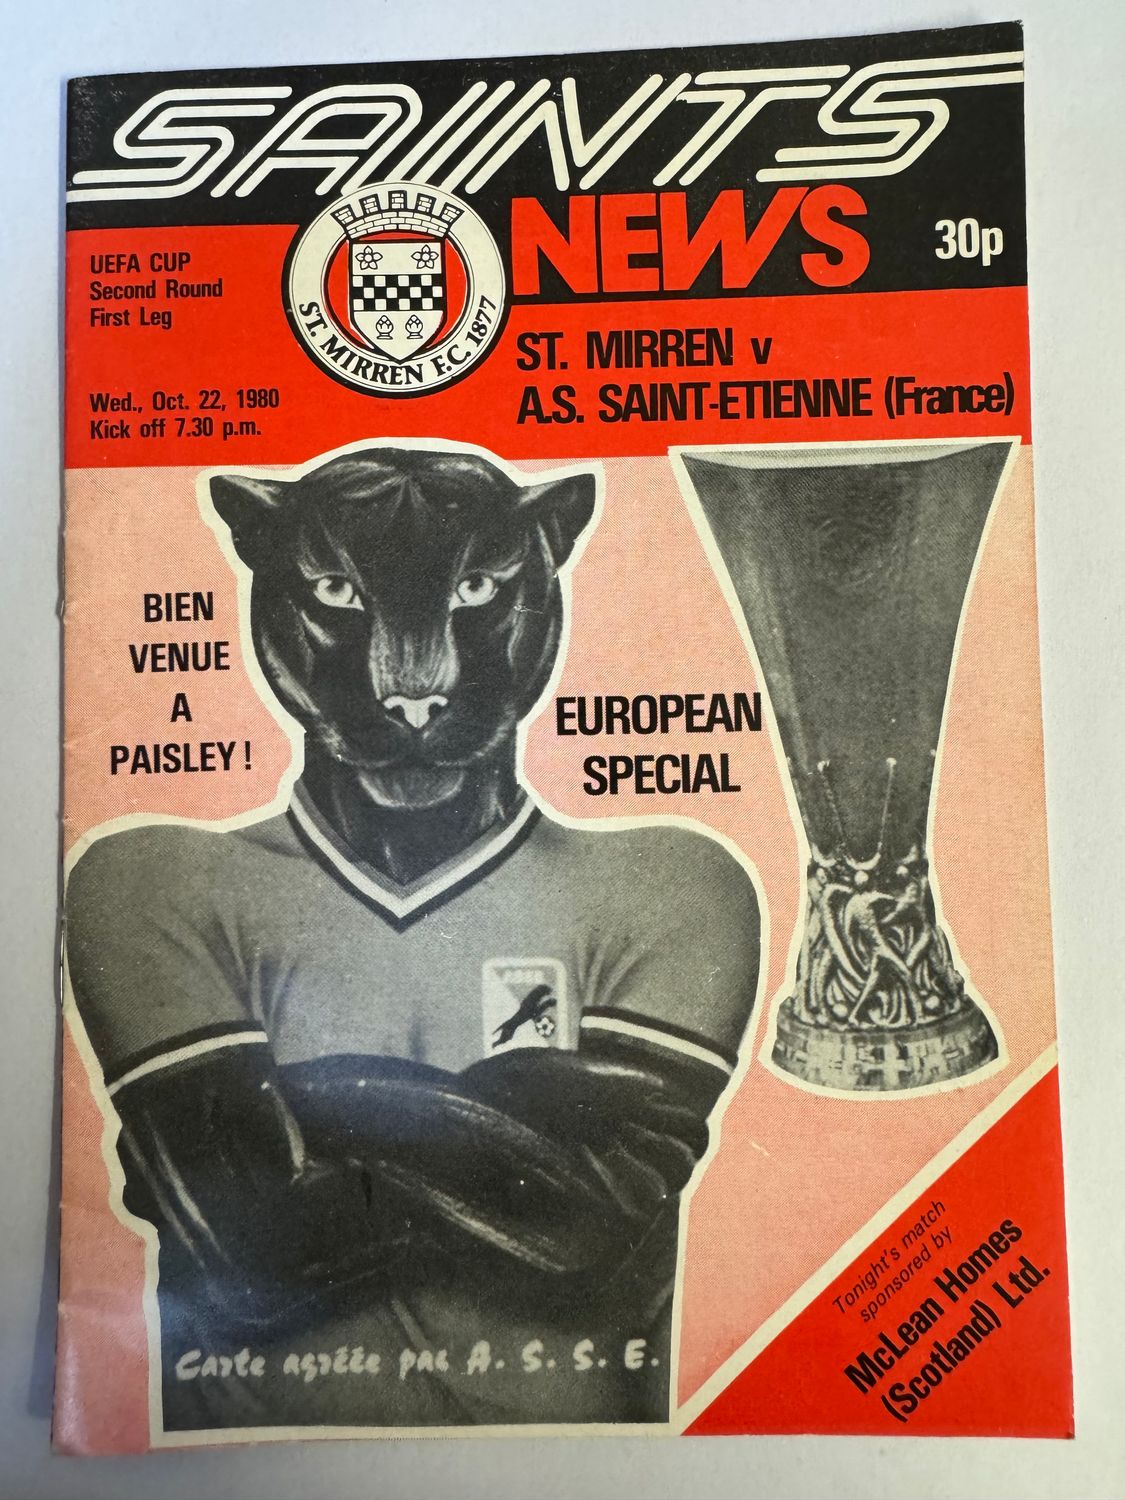 SAINTS
NEWS
30p
UEFA CUP
Second Round
First Leg
Wed., Oct. 22, 1980
Kick off 7.30 p.m.
ST. MIRREN F.C. 1877
ST. MIRREN v
A.S. SAINT-ETIENNE (France)
BIEN
VENUE
A
PAISLEY!
EUROPEAN
SPECIAL
Carte agréée par A. S. S. E.
Tonight's match
sponsored by
McLean Homes
(Scotland) Ltd.